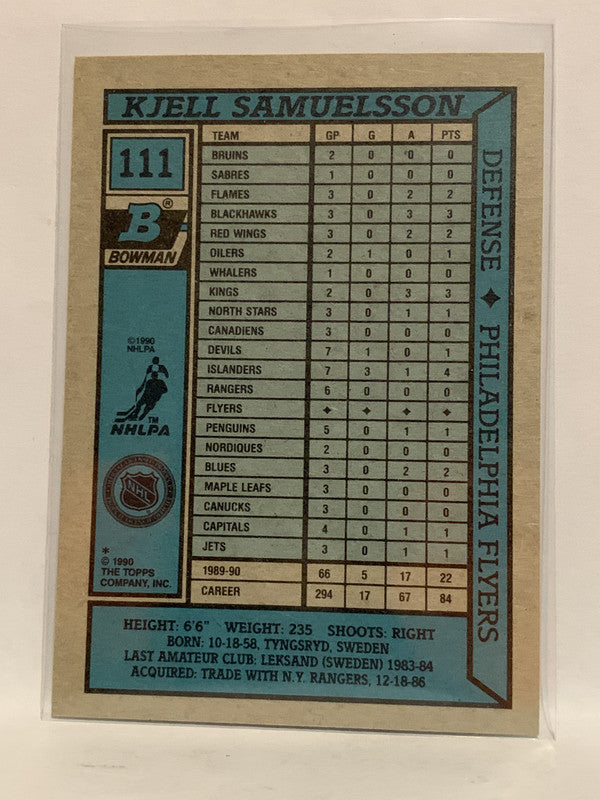 KJELL SAMUELSSON
111
B®
BOWMAN
©1990
NHLPA
™
NHLPA
NHL
*
© 1990
THE TOPPS
COMPANY, INC.
TEAM GP G A PTS
BRUINS 2 0 0 0
SABRES 1 0 0 0
FLAMES 3 0 2 2
BLACKHAWKS 3 0 3 3
RED WINGS 3 0 2 2
OILERS 2 1 0 1
WHALERS 1 0 0 0
KINGS 2 0 3 3
NORTH STARS 3 0 1 1
CANADIENS 3 0 0 0
DEVILS 7 1 0 1
ISLANDERS 7 3 1 4
RANGERS 6 0 0 0
FLYERS ✦ ✦ ✦ ✦
PENGUINS 5 0 1 1
NORDIQUES 2 0 0 0
BLUES 3 0 2 2
MAPLE LEAFS 3 0 0 0
CANUCKS 3 0 0 0
CAPITALS 4 0 1 1
JETS 3 0 1 1
1989-90 66 5 17 22
CAREER 294 17 67 84
DEFENSE ✦ PHILADELPHIA FLYERS
HEIGHT: 6'6" WEIGHT: 235 SHOOTS: RIGHT
BORN: 10-18-58, TYNGSRYD, SWEDEN
LAST AMATEUR CLUB: LEKSAND (SWEDEN) 1983-84
ACQUIRED: TRADE WITH N.Y. RANGERS, 12-18-86